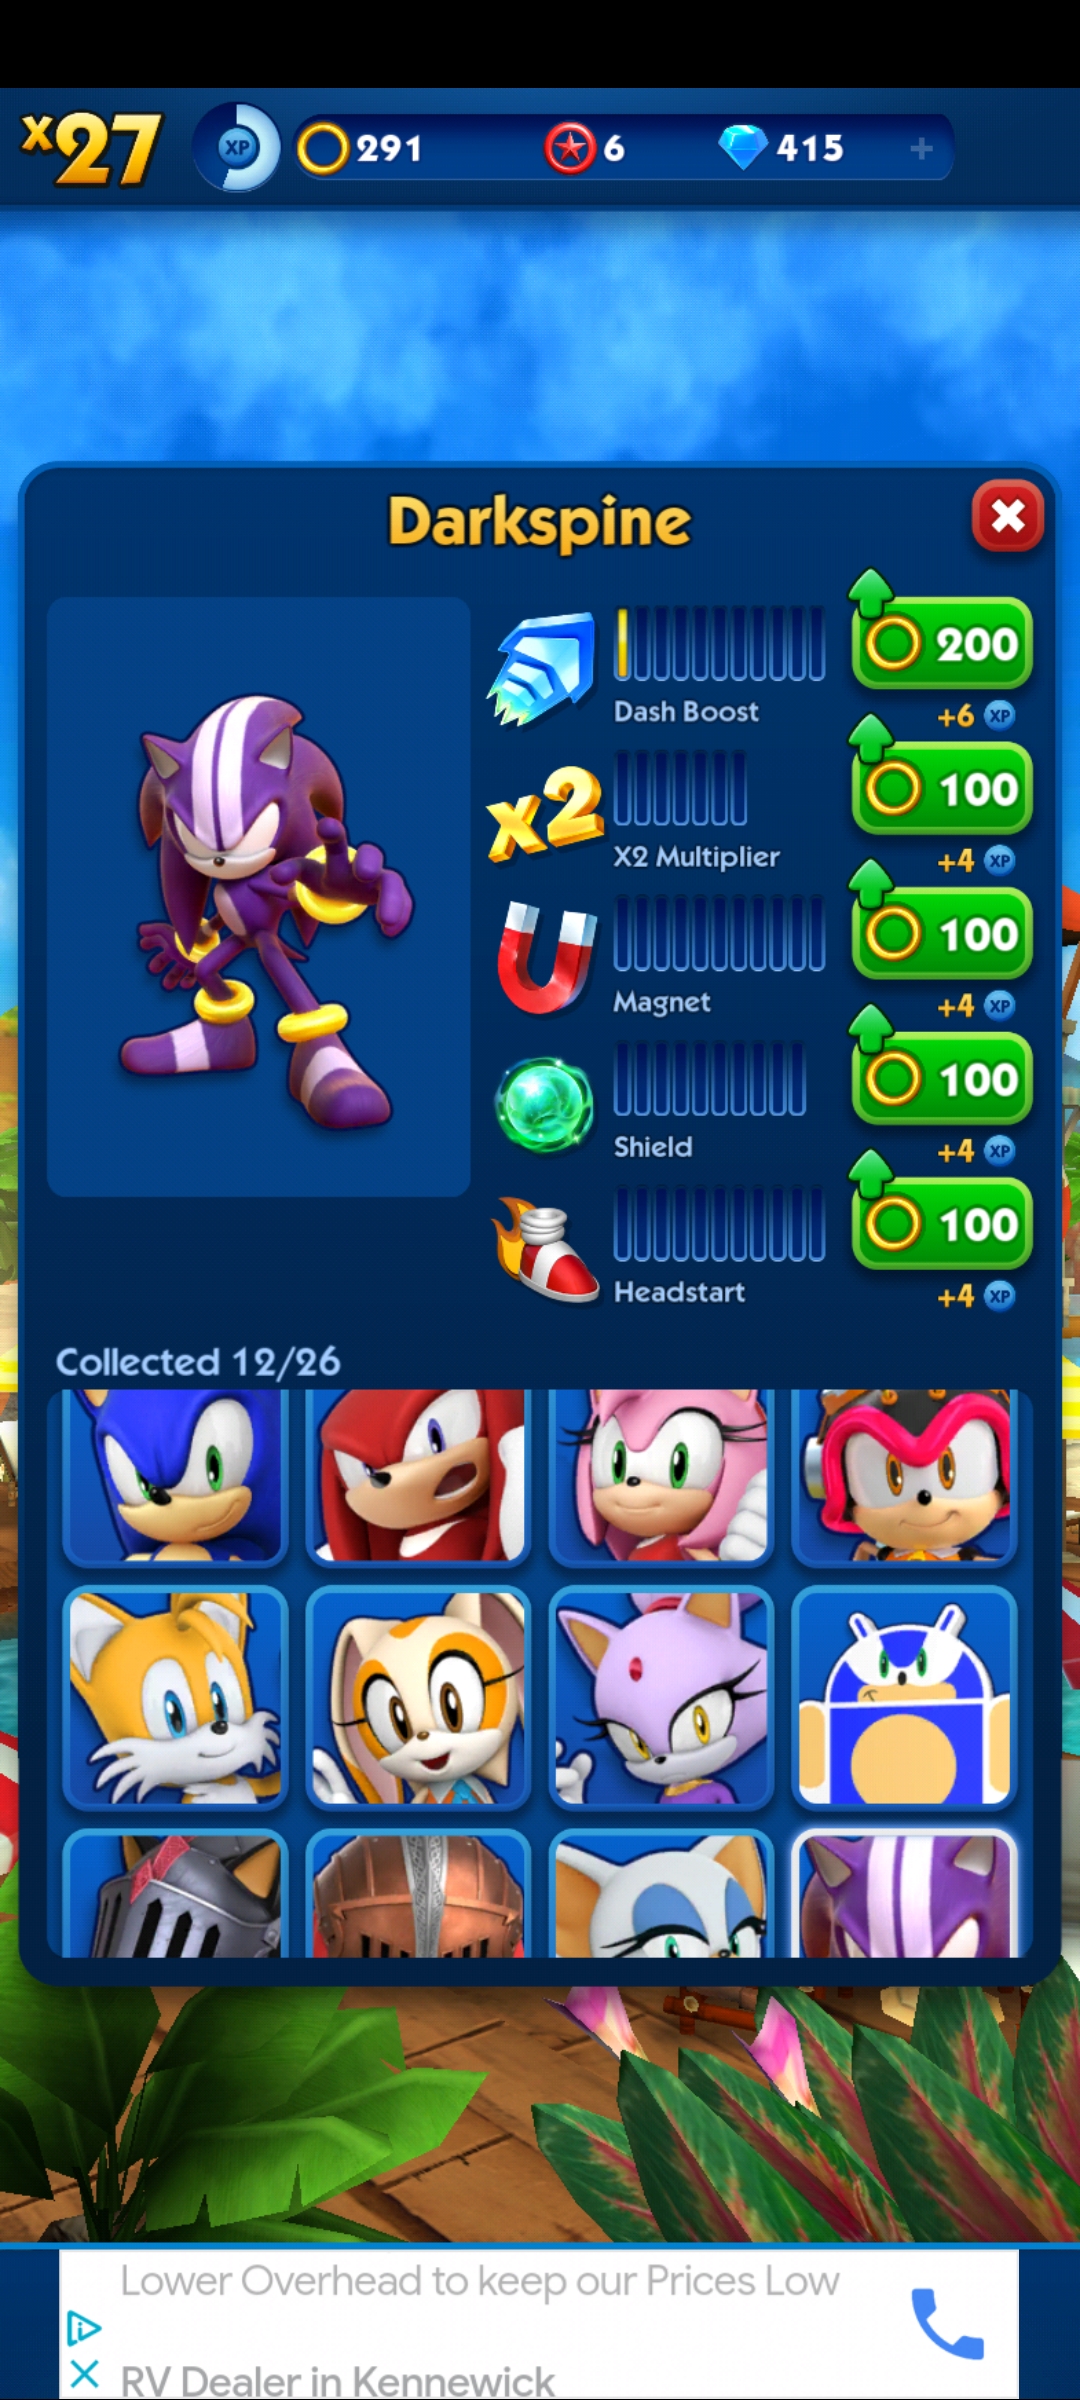 x27 XP 291 6 415 +
Darkspine
200
Dash Boost
+6 XP
x2
100
X2 Multiplier
+4 XP
100
Magnet
+4 XP
100
Shield
+4 XP
100
Headstart
+4 XP
Collected 12/26
Lower Overhead to keep our Prices Low
RV Dealer in Kennewick